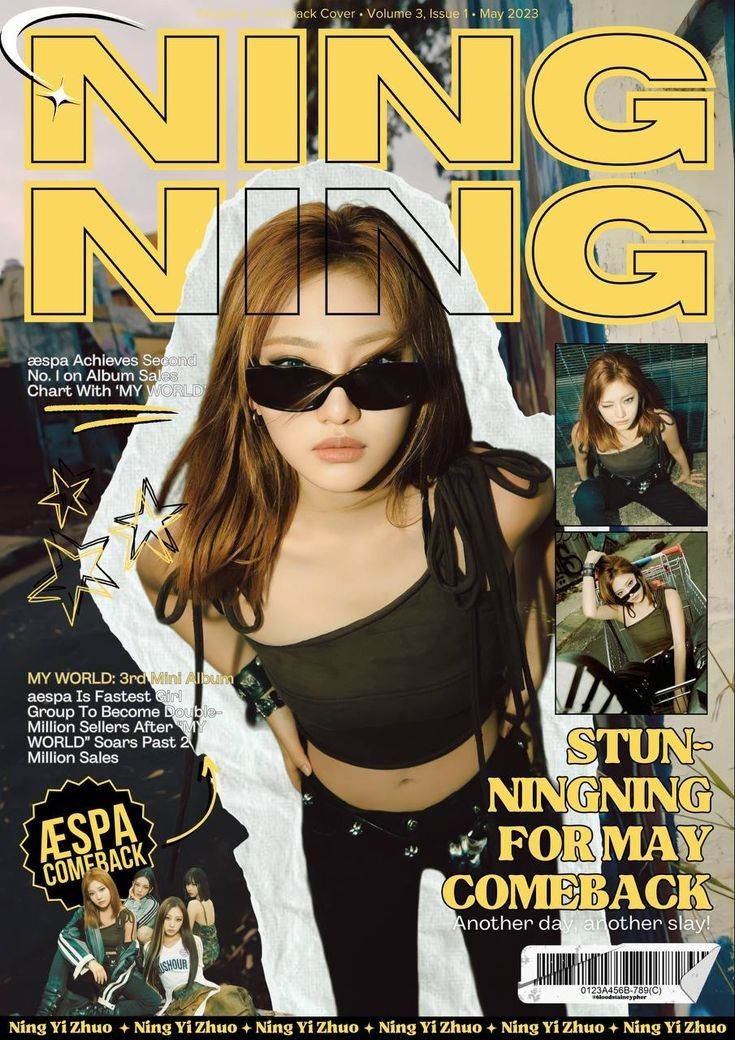 Comeback Cover • Volume 3, Issue 1 • May 2023
NING
NING
æspa Achieves Second
No. 1 on Album Sales
Chart With ‘MY WORLD’
MY WORLD: 3rd Mini Album
aespa Is Fastest Girl
Group To Become Double-
Million Sellers After "MY
WORLD" Soars Past 2
Million Sales
ÆSPA
COMEBACK
STUN-
NINGNING
FOR MAY
COMEBACK
Another day, another slay!
0123A456B-789(C)
@bloodstaincypher
Ning Yi Zhuo ✦ Ning Yi Zhuo ✦ Ning Yi Zhuo ✦ Ning Yi Zhuo ✦ Ning Yi Zhuo ✦ Ning Yi Zhuo